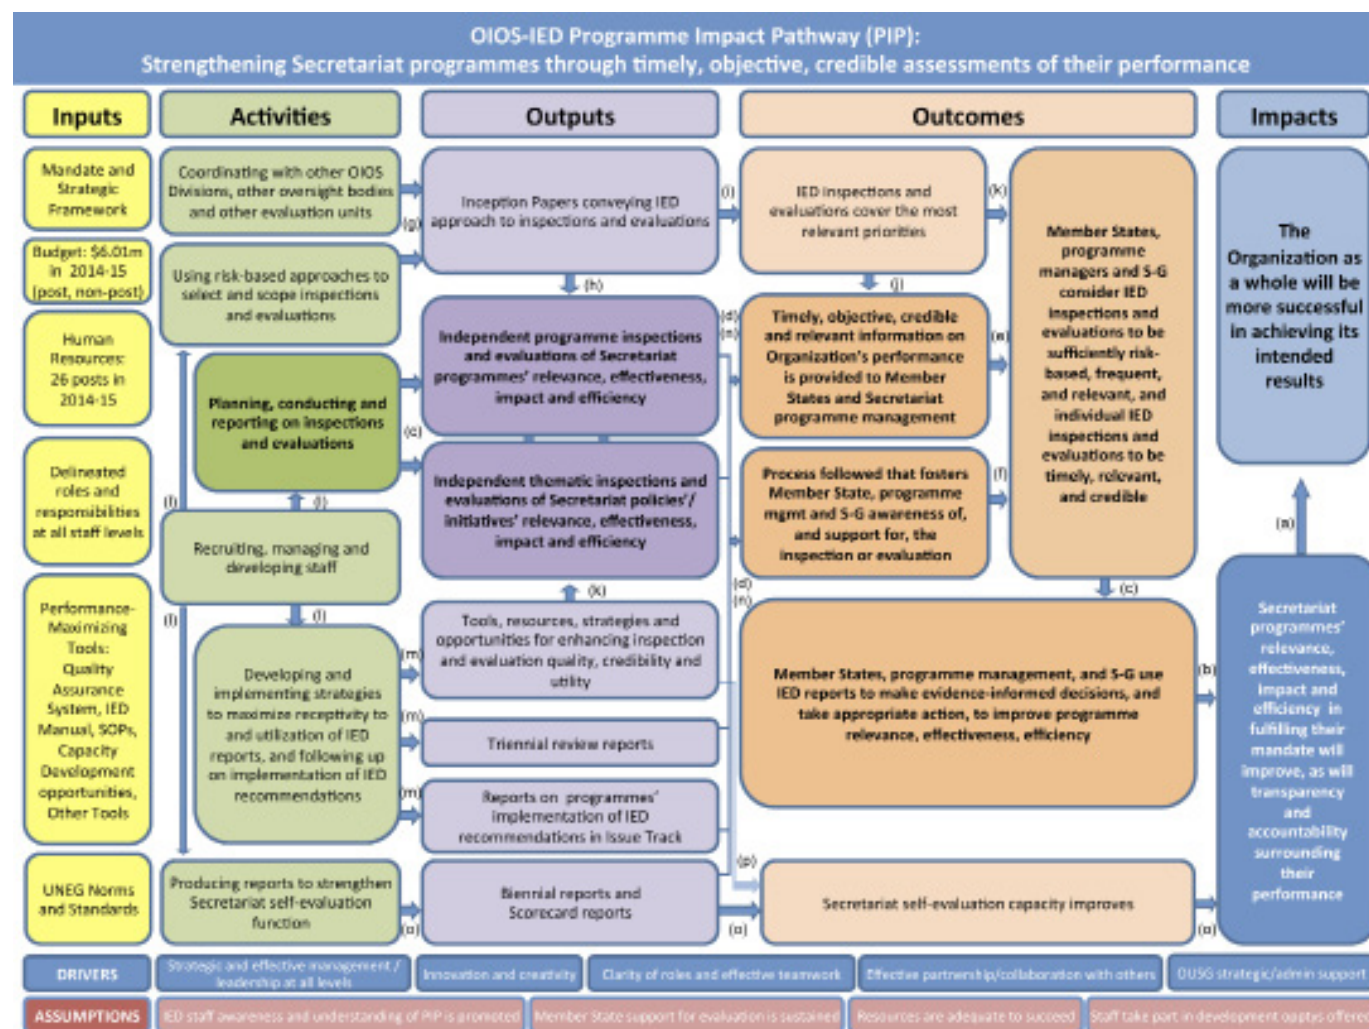 OIOS-IED Programme Impact Pathway (PIP):
Strengthening Secretariat programmes through timely, objective, credible assessments of their performance
Inputs
Activities
Outputs
Outcomes
Impacts
Mandate and
Strategic
Framework
Budget: $6.01m
in 2014-15
(post, non-post)
Human
Resources:
26 posts in
2014-15
Delineated
roles and
responsibilities
at all staff levels
Performance-
Maximizing
Tools:
Quality
Assurance
System, IED
Manual, SOPs,
Capacity
Development
opportunities,
Other Tools
UNEG Norms
and Standards
Coordinating with other OIOS
Divisions, other oversight bodies
and other evaluation units
(g)
Using risk-based approaches to
select and scope inspections
and evaluations
Planning, conducting and
reporting on inspections
and evaluations
(c)
(l)
(l)
Recruiting, managing and
developing staff
(l)
(l)
Developing and
implementing strategies
to maximize receptivity to
and utilization of IED
reports, and following up
on implementation of IED
recommendations
(m)
(m)
(m)
Producing reports to strengthen
Secretariat self-evaluation
function
(o)
Inception Papers conveying IED
approach to inspections and evaluations
(i)
(h)
Independent programme inspections
and evaluations of Secretariat
programmes' relevance, effectiveness,
impact and efficiency
(d)
(n)
Independent thematic inspections and
evaluations of Secretariat policies'/
initiatives' relevance, effectiveness,
impact and efficiency
(k)
(d)
(n)
Tools, resources, strategies and
opportunities for enhancing inspection
and evaluation quality, credibility and
utility
Triennial review reports
Reports on programmes'
implementation of IED
recommendations in Issue Track
Biennial reports and
Scorecard reports
(o)
(p)
IED inspections and
evaluations cover the most
relevant priorities
(k)
(j)
Timely, objective, credible
and relevant information on
Organization's performance
is provided to Member
States and Secretariat
programme management
(e)
Process followed that fosters
Member State, programme
mgmt and S-G awareness of,
and support for, the
inspection or evaluation
(f)
Member States,
programme
managers and S-G
consider IED
inspections and
evaluations to be
sufficiently risk-
based, frequent,
and relevant, and
individual IED
inspections and
evaluations to be
timely, relevant,
and credible
(c)
Member States, programme management, and S-G use
IED reports to make evidence-informed decisions, and
take appropriate action, to improve programme
relevance, effectiveness, efficiency
(b)
Secretariat self-evaluation capacity improves
(o)
The
Organization as
a whole will be
more successful
in achieving its
intended
results
(a)
Secretariat
programmes'
relevance,
effectiveness,
impact and
efficiency in
fulfilling their
mandate will
improve, as will
transparency
and
accountability
surrounding
their
performance
DRIVERS
Strategic and effective management /
leadership at all levels
Innovation and creativity
Clarity of roles and effective teamwork
Effective partnership/collaboration with others
OUSG strategic/admin support
ASSUMPTIONS
IED staff awareness and understanding of PIP is promoted
Member State support for evaluation is sustained
Resources are adequate to succeed
Staff take part in development opptys offered